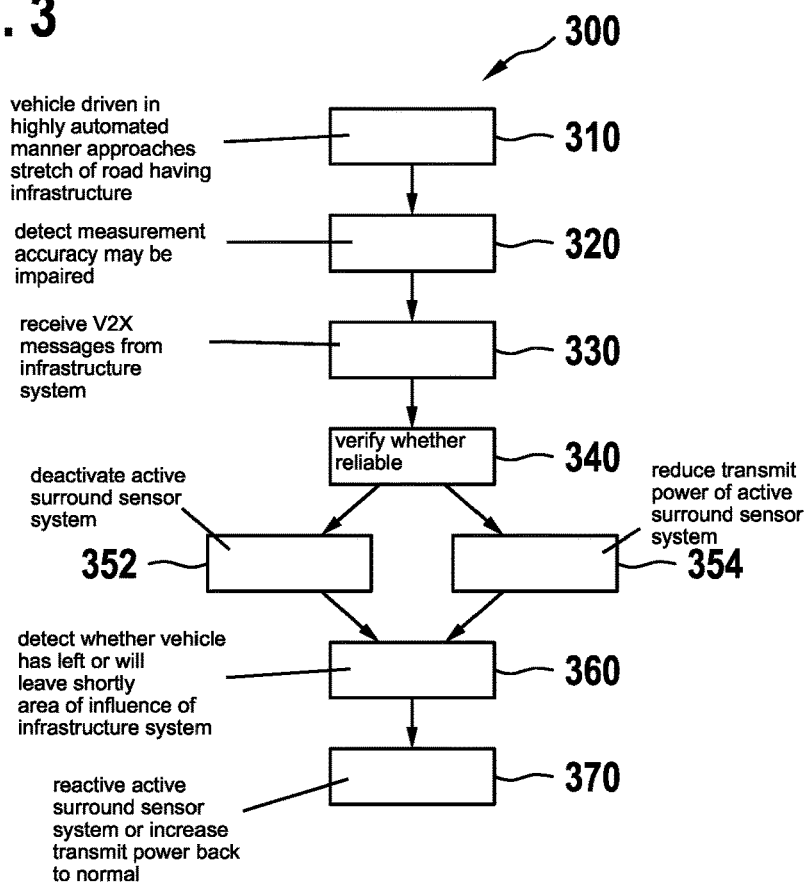 . 3
300
vehicle driven in
highly automated
manner approaches
stretch of road having
infrastructure
310
detect measurement
accuracy may be
impaired
320
receive V2X
messages from
infrastructure
system
330
verify whether
reliable
340
deactivate active
surround sensor
system
352
reduce transmit
power of active
surround sensor
system
354
detect whether vehicle
has left or will
leave shortly
area of influence of
infrastructure system
360
reactive active
surround sensor
system or increase
transmit power back
to normal
370